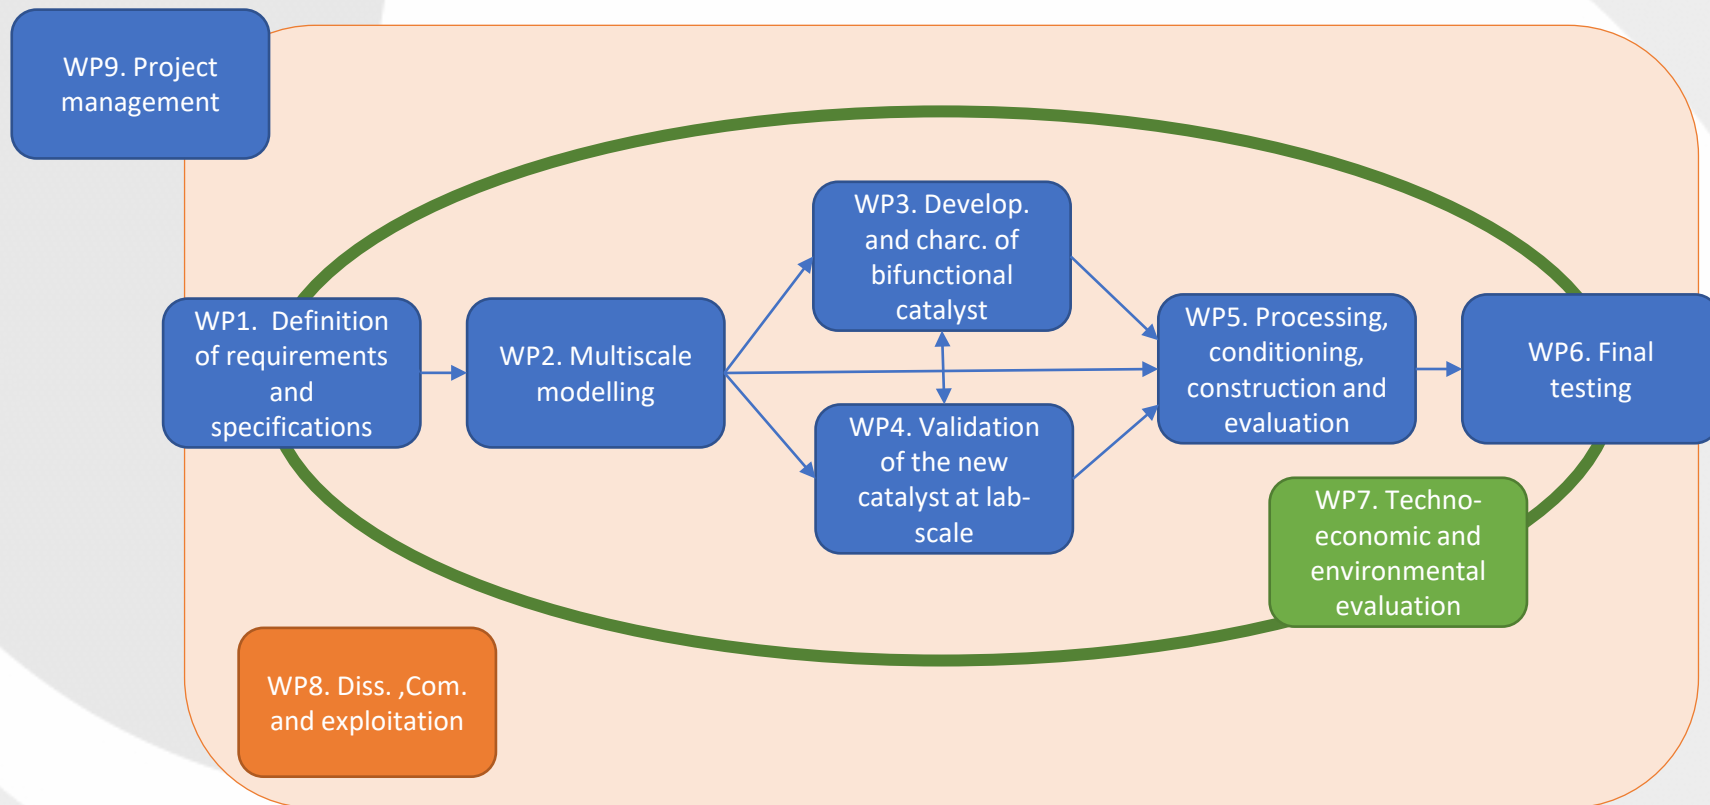 WP9. Project
management
WP3. Develop.
and charc. of
bifunctional
catalyst
WP1. Definition
of requirements
and
specifications
WP2. Multiscale
modelling
WP5. Processing,
conditioning,
construction and
evaluation
WP6. Final
testing
WP4. Validation
of the new
catalyst at lab-
scale
WP7. Techno-
economic and
environmental
evaluation
WP8. Diss. ,Com.
and exploitation